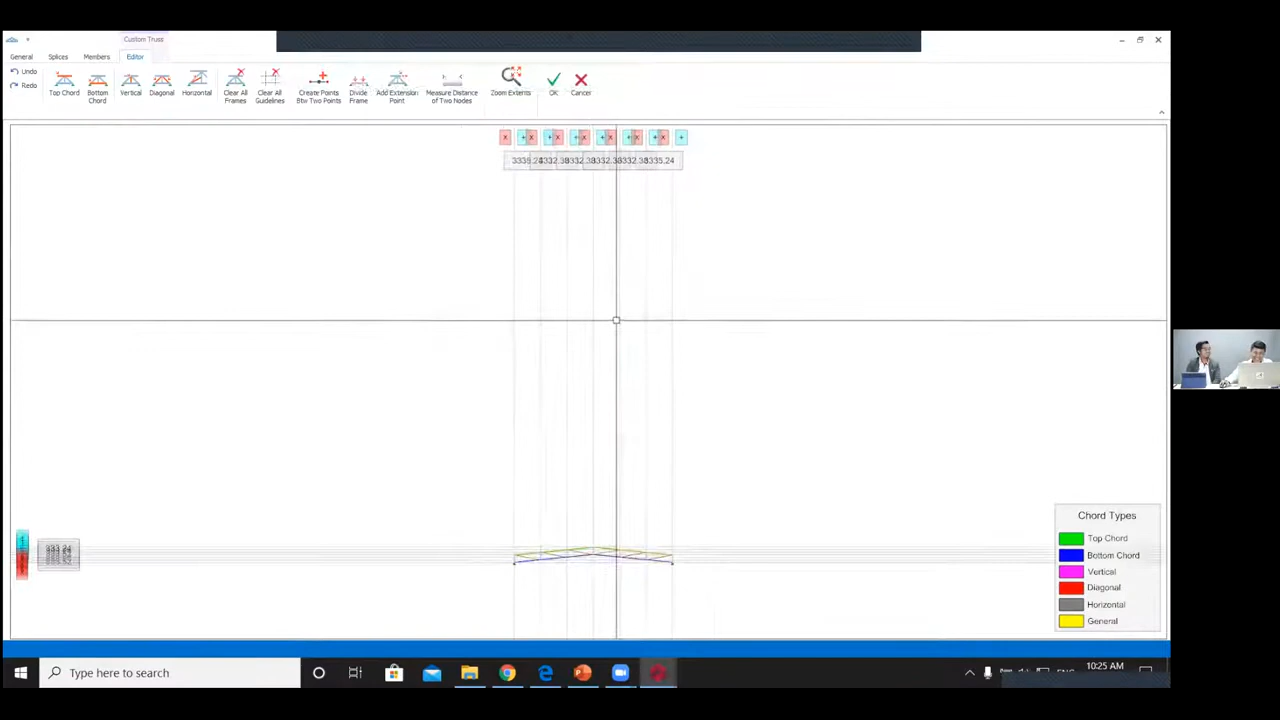 Custom Truss
General Splices Members Editor
Undo
Redo
Top Chord
Bottom
Chord
Vertical
Diagonal
Horizontal
Clear All
Frames
Clear All
Guidelines
Create Points
Btw Two Points
Divide
Frame
Add Extension
Point
Measure Distance
of Two Nodes
Zoom Extents
OK
Cancel
Chord Types
Top Chord
Bottom Chord
Vertical
Diagonal
Horizontal
General
Type here to search
ENG
10:25 AM